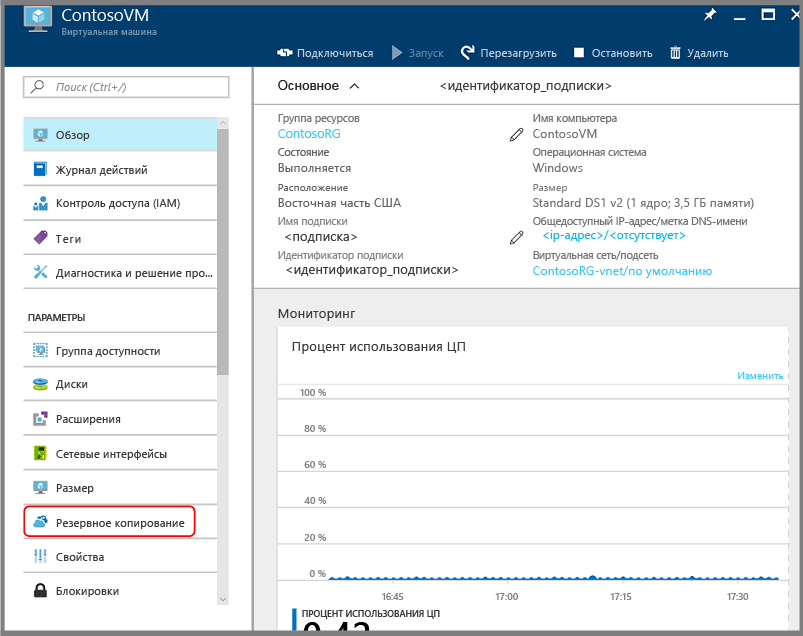 ContosoVM
Виртуальная машина
Подключиться Запуск Перезагрузить Остановить Удалить
Поиск (Ctrl+/)
Обзор
Журнал действий
Контроль доступа (IAM)
Теги
Диагностика и решение про...
ПАРАМЕТРЫ
Группа доступности
Диски
Расширения
Сетевые интерфейсы
Размер
Резервное копирование
Свойства
Блокировки
Основное <идентификатор_подписки>
Группа ресурсов
ContosoRG
Состояние
Выполняется
Расположение
Восточная часть США
Имя подписки
<подписка>
Идентификатор подписки
<идентификатор_подписки>
Имя компьютера
ContosoVM
Операционная система
Windows
Размер
Standard DS1 v2 (1 ядро; 3,5 ГБ памяти)
Общедоступный IP-адрес/метка DNS-имени
<ip-адрес>/<отсутствует>
Виртуальная сеть/подсеть
ContosoRG-vnet/по умолчанию
Мониторинг
Процент использования ЦП
Изменить
100 %
80 %
60 %
40 %
20 %
0 %
16:45 17:00 17:15 17:30
ПРОЦЕНТ ИСПОЛЬЗОВАНИЯ ЦП